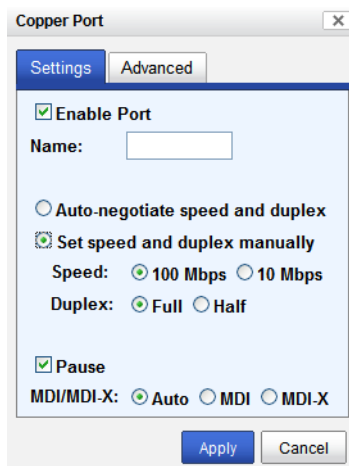 Copper Port
Settings Advanced
Enable Port
Name:
Auto-negotiate speed and duplex
Set speed and duplex manually
Speed: 100 Mbps 10 Mbps
Duplex: Full Half
Pause
MDI/MDI-X: Auto MDI MDI-X
Apply Cancel